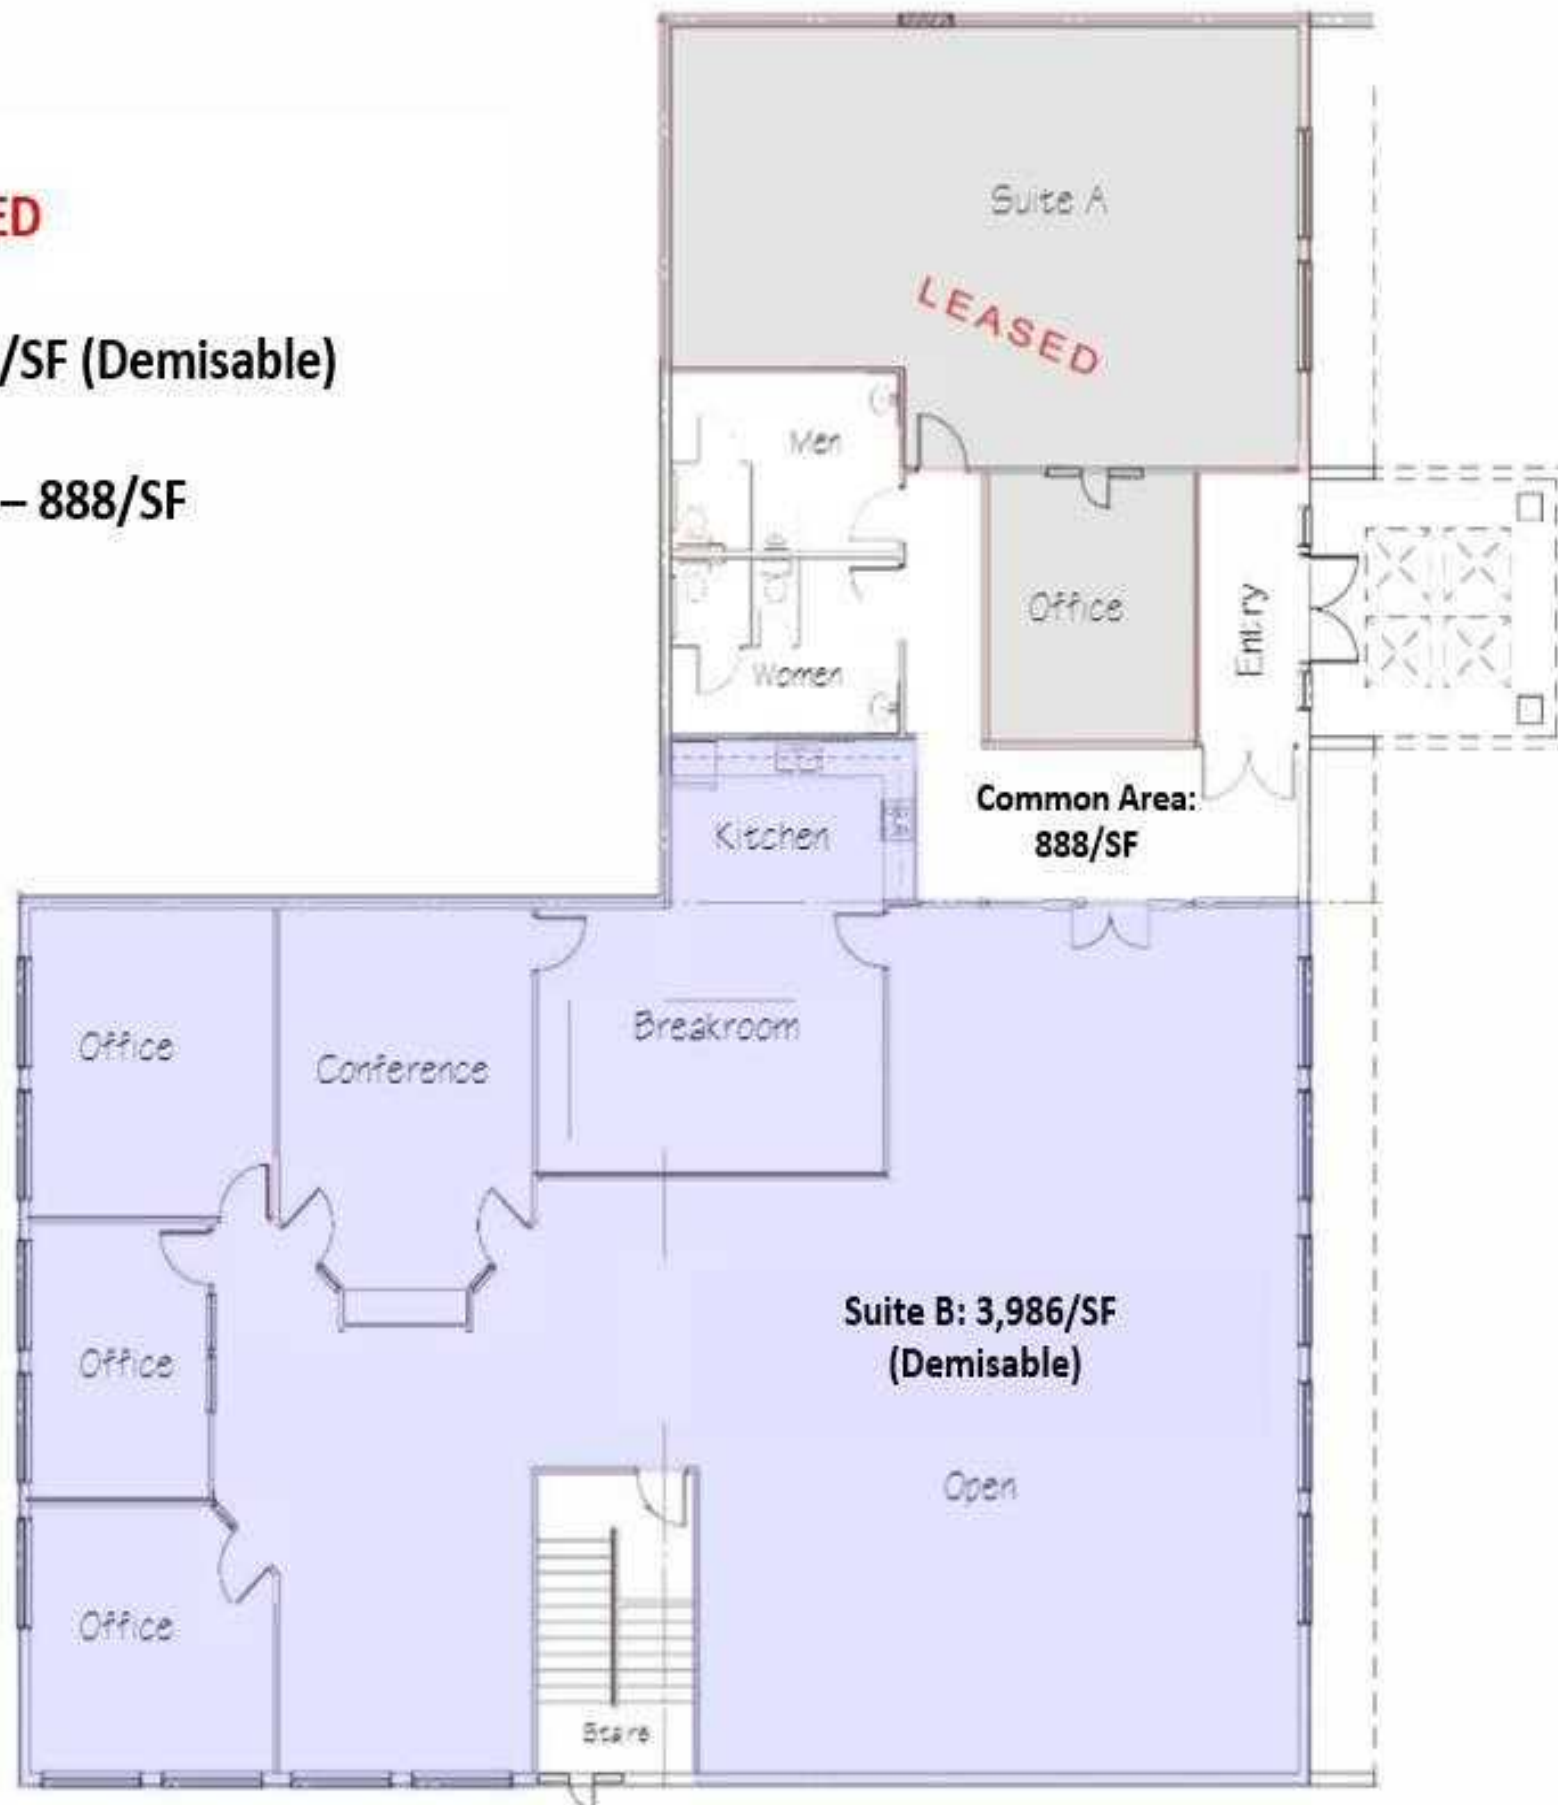 ED
/SF (Demisable)
– 888/SF
Suite A
LEASED
Men
Office
Entry
Women
Common Area:
888/SF
Kitchen
Office
Conference
Breakroom
Suite B: 3,986/SF
(Demisable)
Office
Open
Office
Stairs